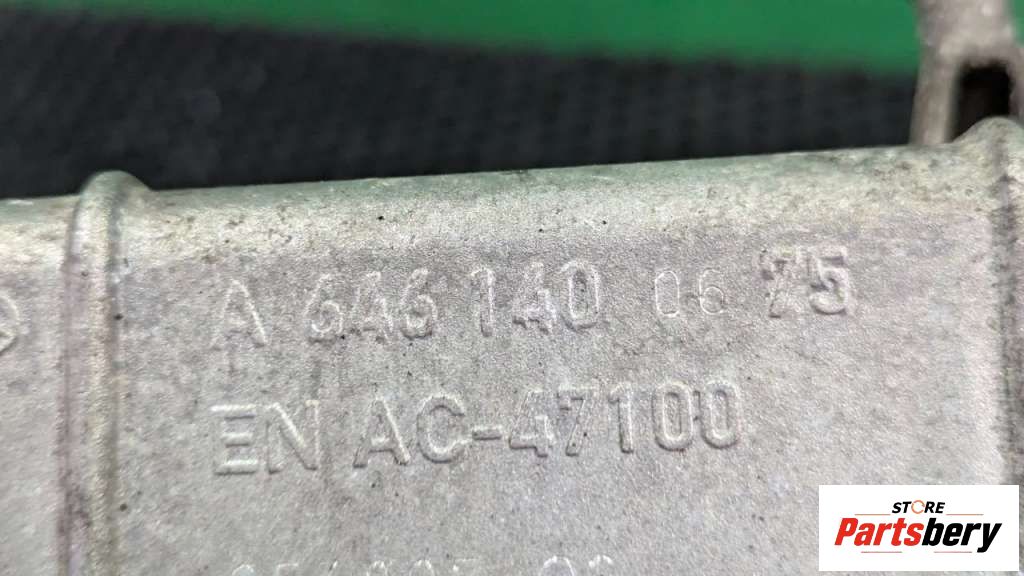 A 646 140 06 75
EN AC-47100
STORE
Partsbery